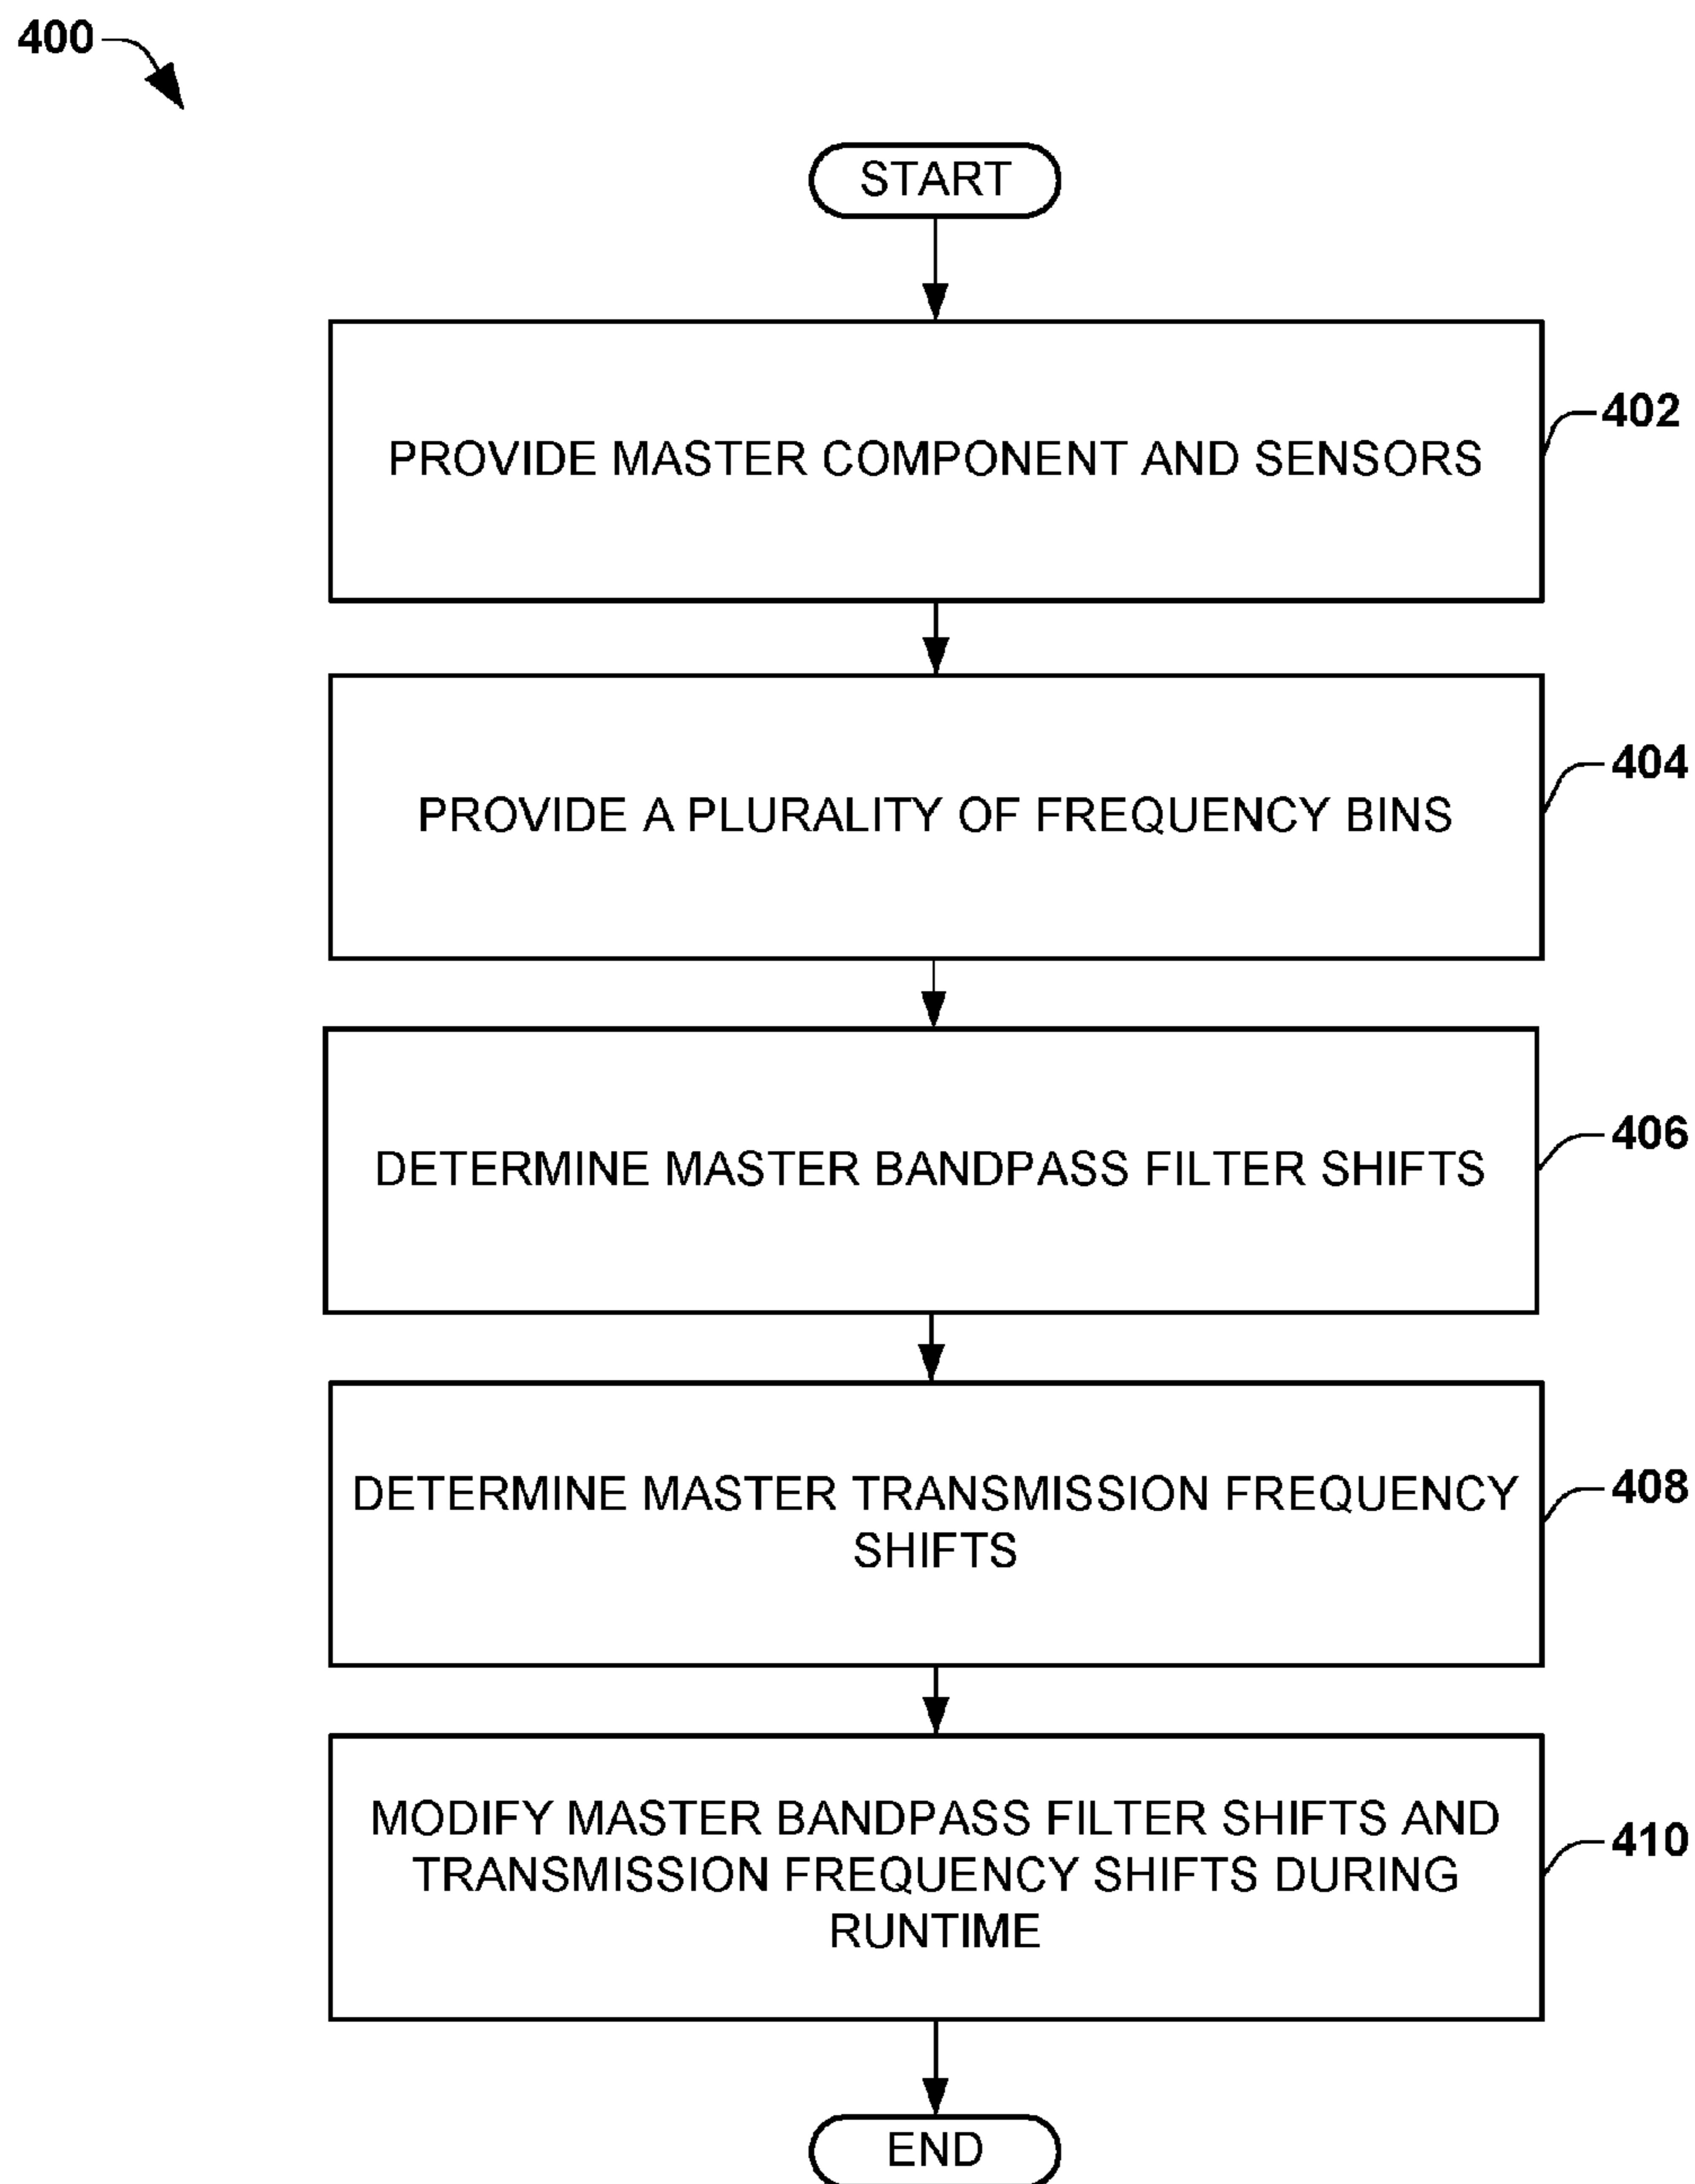 400
START
PROVIDE MASTER COMPONENT AND SENSORS
402
PROVIDE A PLURALITY OF FREQUENCY BINS
404
DETERMINE MASTER BANDPASS FILTER SHIFTS
406
DETERMINE MASTER TRANSMISSION FREQUENCY
SHIFTS
408
MODIFY MASTER BANDPASS FILTER SHIFTS AND
TRANSMISSION FREQUENCY SHIFTS DURING
RUNTIME
410
END